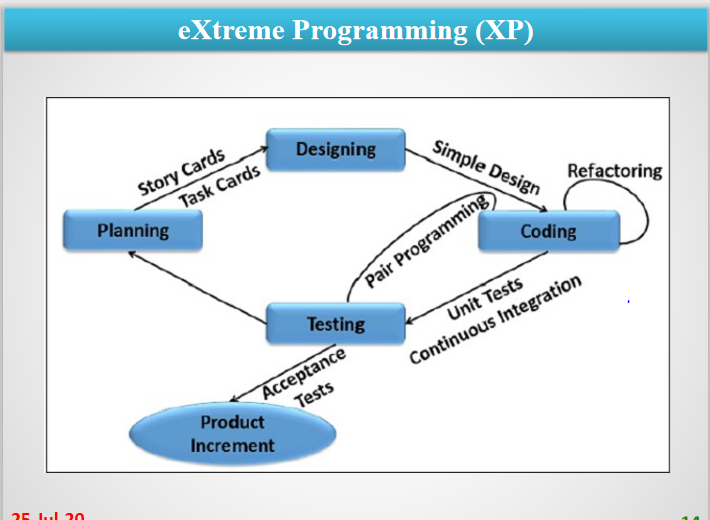 eXtreme Programming (XP)
Designing
Story Cards
Task Cards
Simple Design
Refactoring
Planning
Pair Programming
Coding
Unit Tests
Continuous Integration
Testing
Acceptance
Tests
Product
Increment
25-Jul-20
14